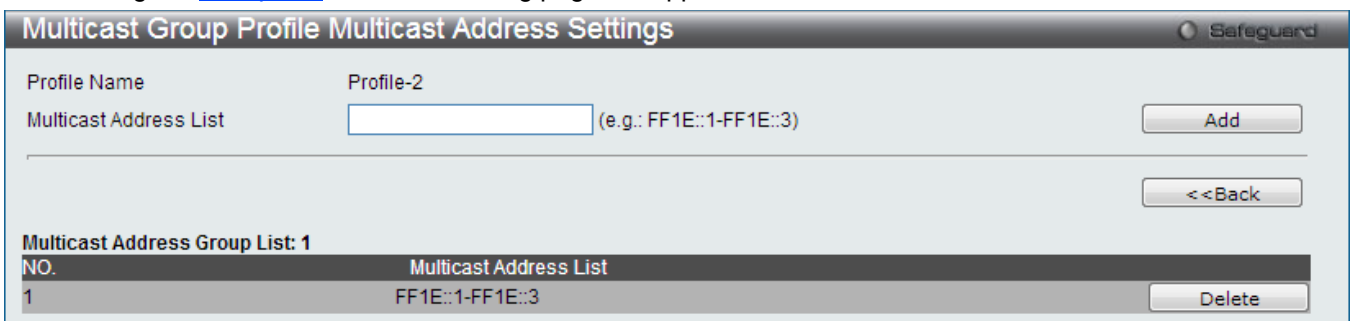 Multicast Group Profile Multicast Address Settings Safeguard
Profile Name Profile-2
Multicast Address List (e.g.: FF1E::1-FF1E::3) Add
<<Back
Multicast Address Group List: 1
NO. Multicast Address List
1 FF1E::1-FF1E::3 Delete